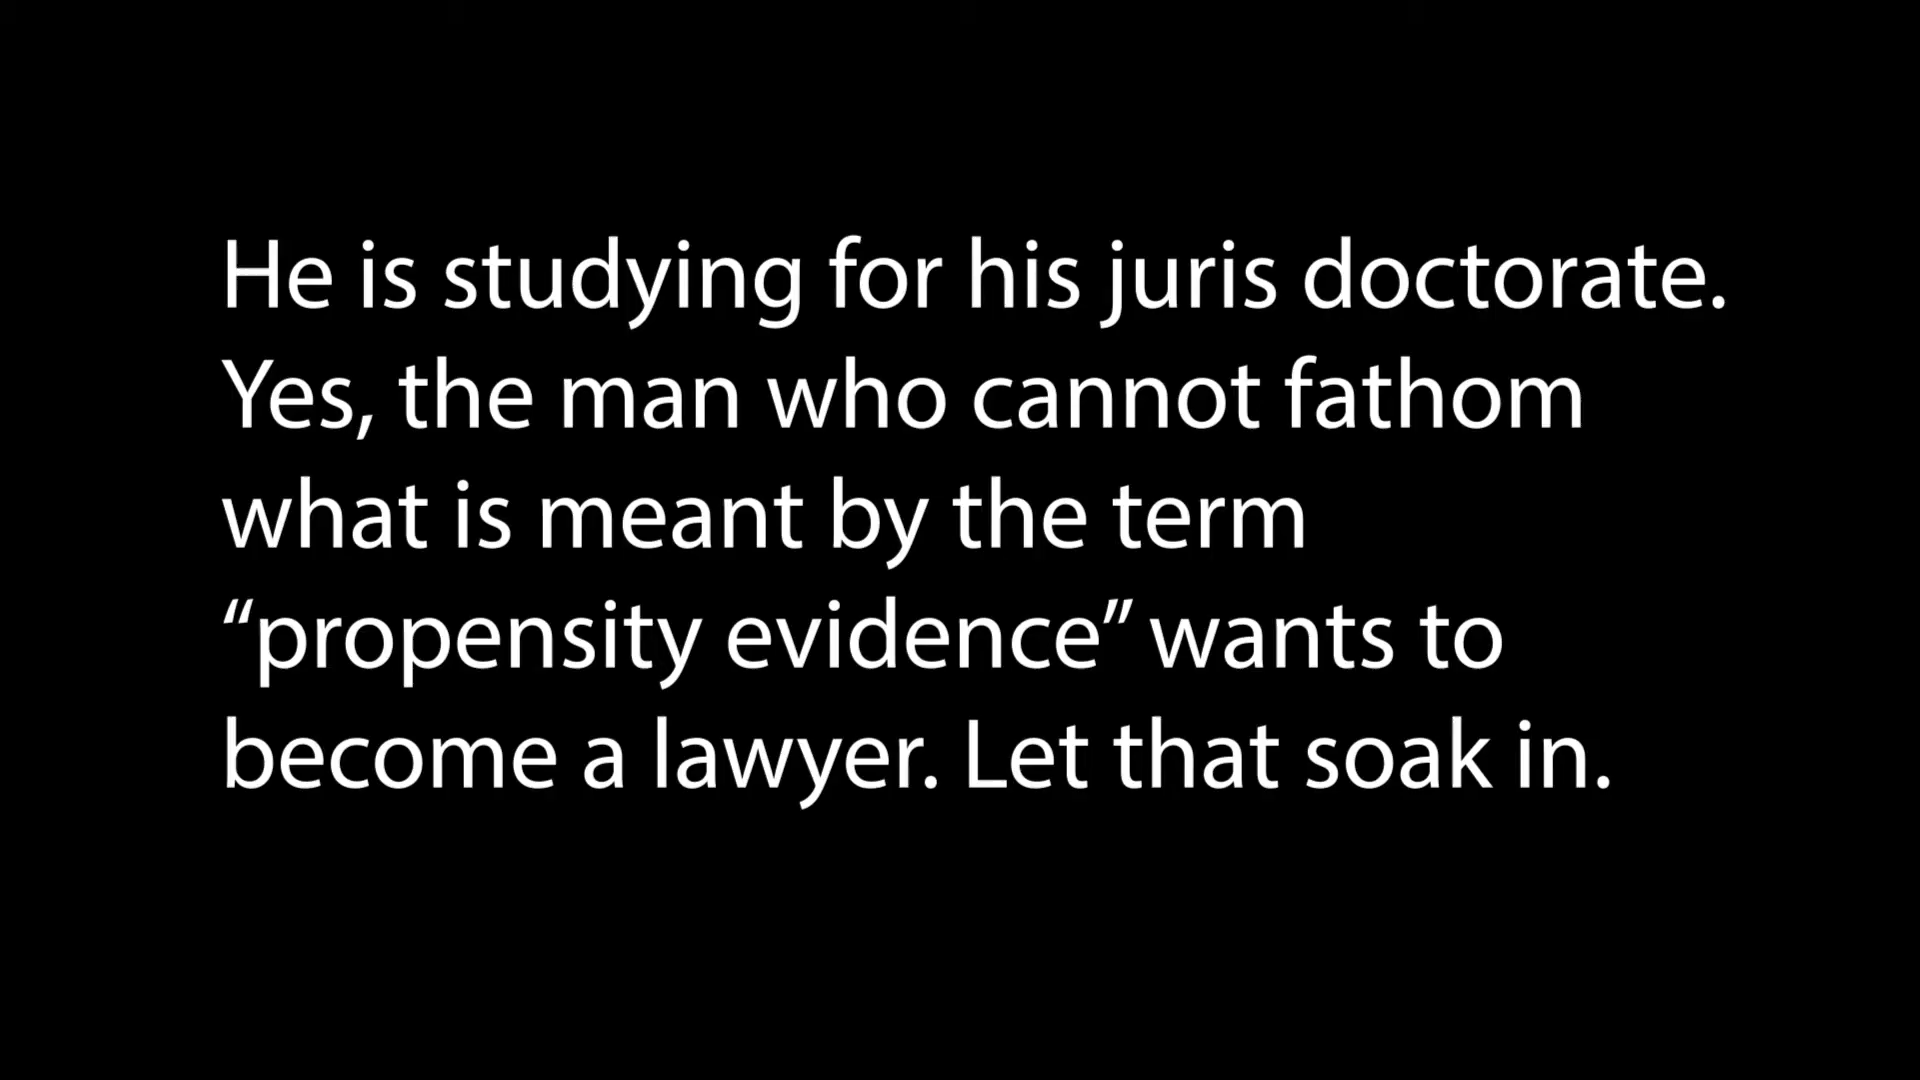 He is studying for his juris doctorate.
Yes, the man who cannot fathom
what is meant by the term
“propensity evidence” wants to
become a lawyer. Let that soak in.